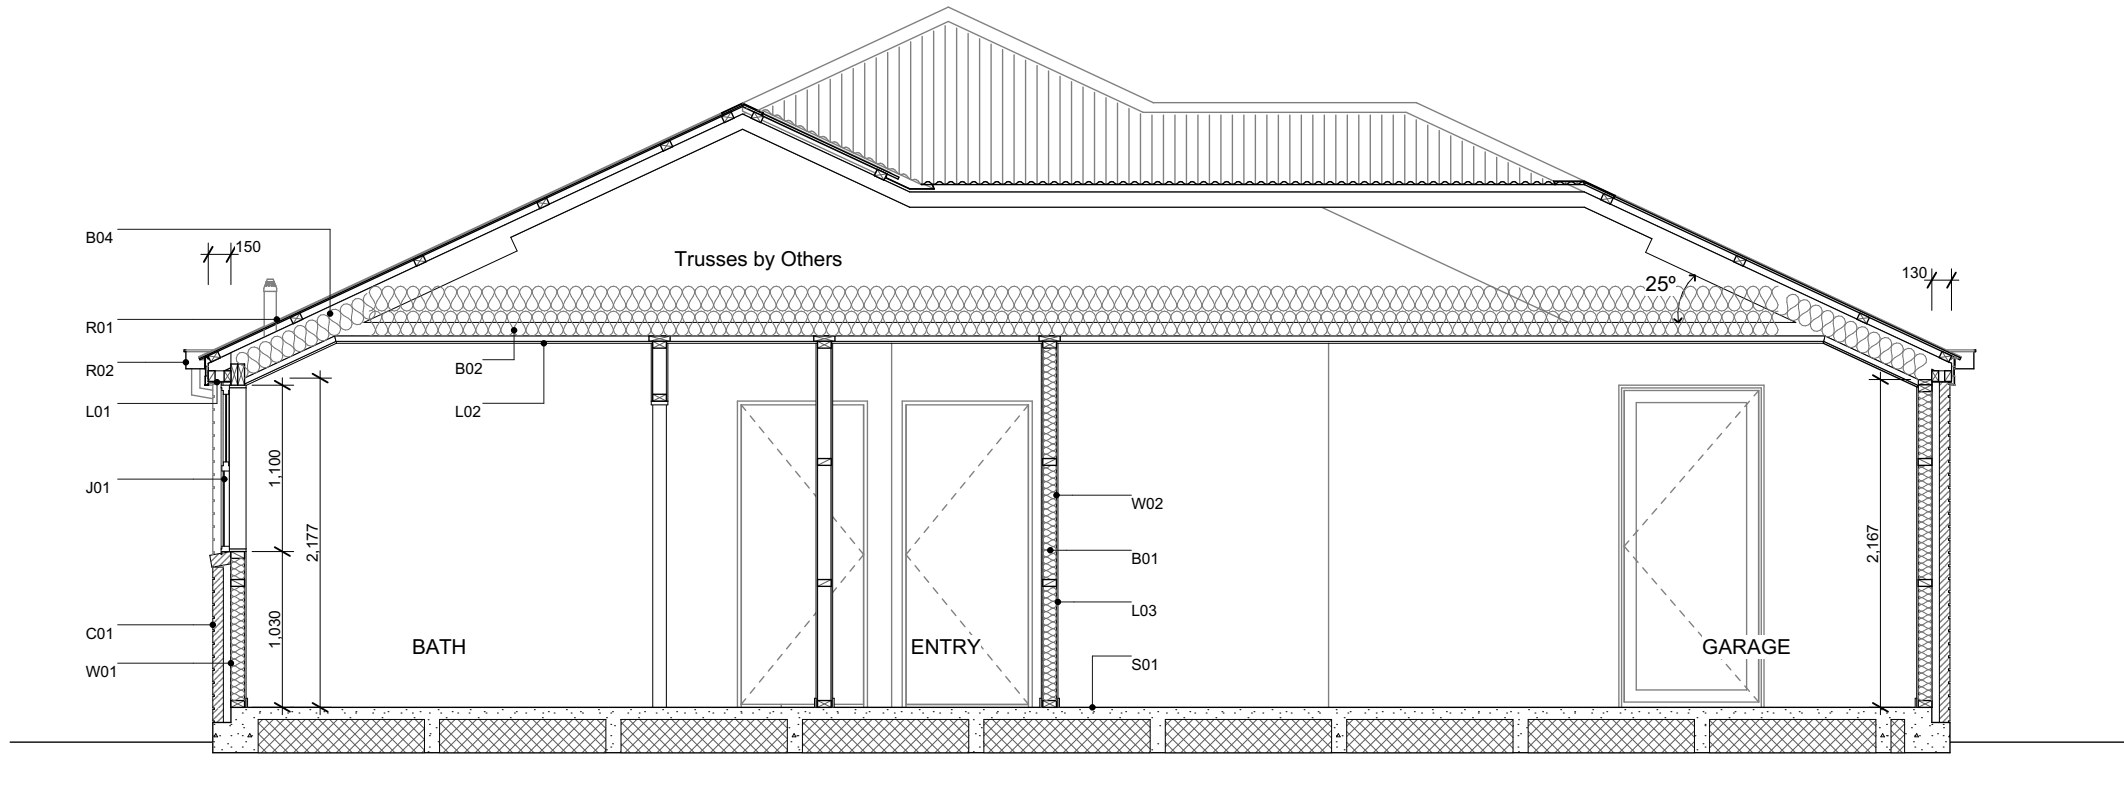 B04
150
Trusses by Others
130
25º
R01
R02
B02
L01
L02
1,100
J01
W02
2,177
2,167
B01
L03
1,030
C01
BATH
ENTRY
GARAGE
W01
S01